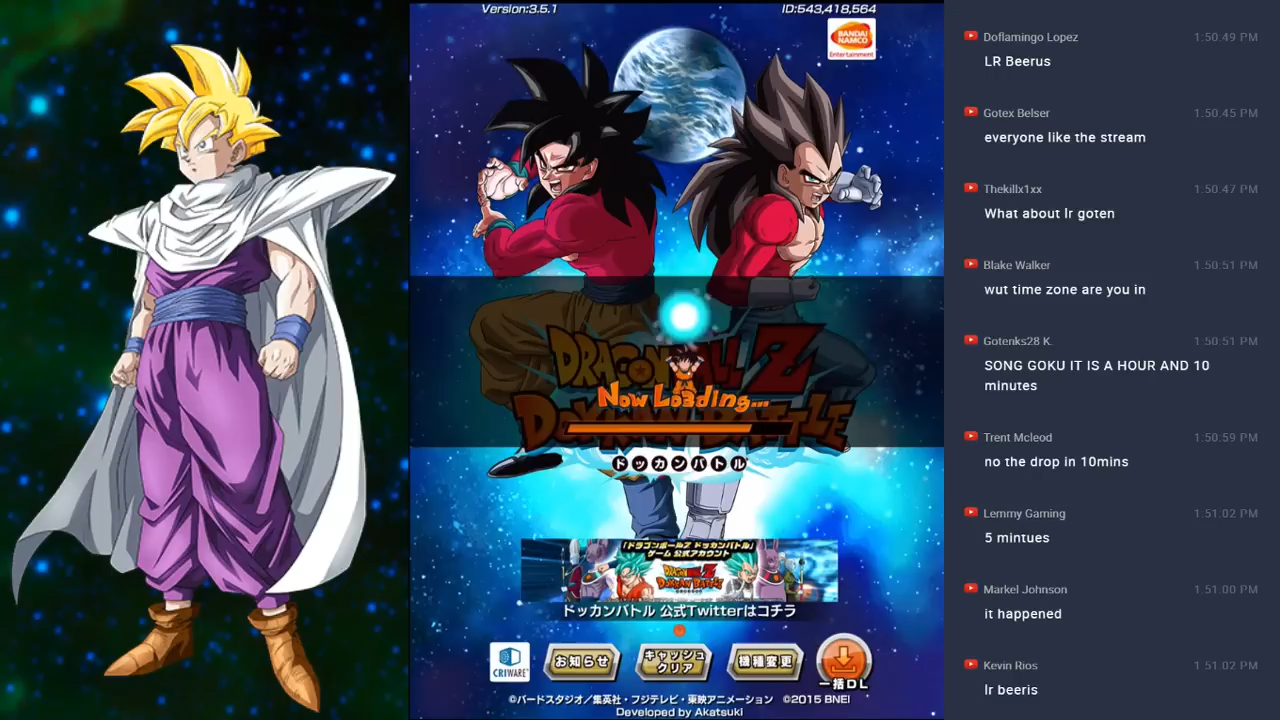 Version:3.5.1
ID:543,418,564
BANDAI
NAMCO
Entertainment
DRAGON BALL Z
DOKKAN BATTLE
Now Loading...
ドッカンバトル
「ドラゴンボールZ ドッカンバトル」
ゲーム 公式アカウント
DRAGON BALL Z
DOKKAN BATTLE
ドッカンバトル 公式Twitterはコチラ
CRIWARE
お知らせ
キャッシュ
クリア
機種変更
一括DL
©バードスタジオ／集英社・フジテレビ・東映アニメーション ©2015 BNEI
Developed by Akatsuki
Doflamingo Lopez 1:50:49 PM
LR Beerus
Gotex Belser 1:50:45 PM
everyone like the stream
Thekillx1xx 1:50:47 PM
What about lr goten
Blake Walker 1:50:51 PM
wut time zone are you in
Gotenks28 K. 1:50:51 PM
SONG GOKU IT IS A HOUR AND 10
minutes
Trent Mcleod 1:50:59 PM
no the drop in 10mins
Lemmy Gaming 1:51:02 PM
5 mintues
Markel Johnson 1:51:00 PM
it happened
Kevin Rios 1:51:02 PM
lr beeris